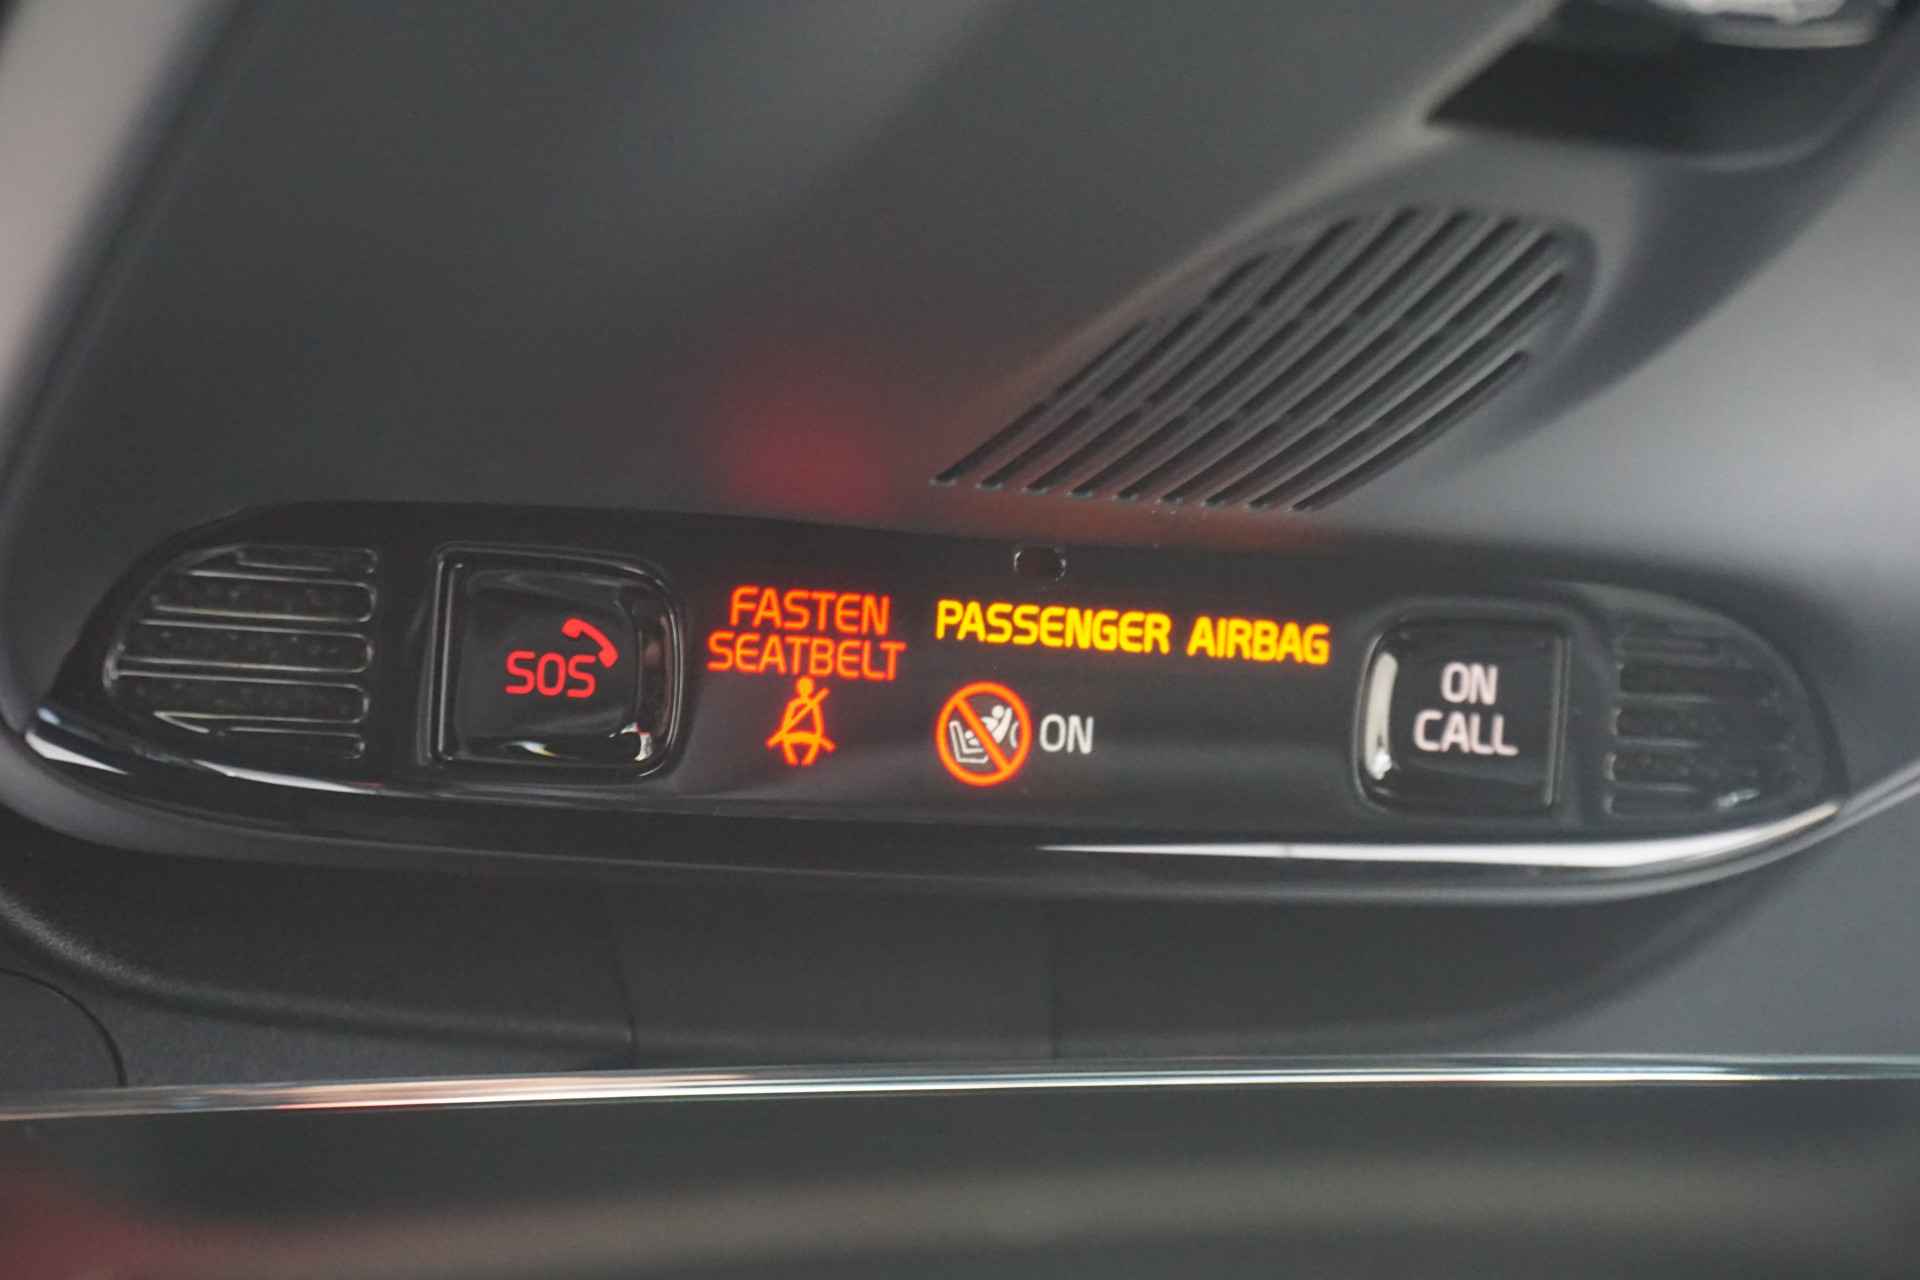 SOS
FASTEN
SEATBELT
PASSENGER AIRBAG
ON
ON
CALL